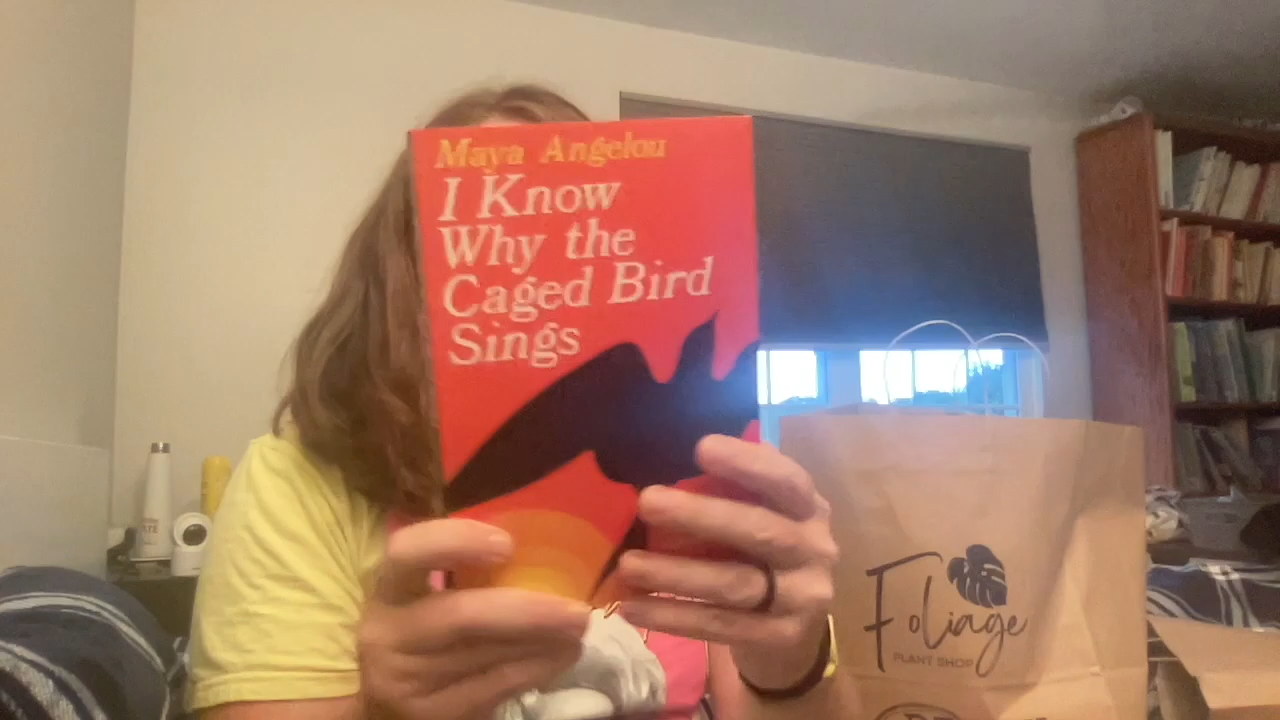 Maya Angelou
I Know
Why the
Caged Bird
Sings
Foliage
PLANT SHOP